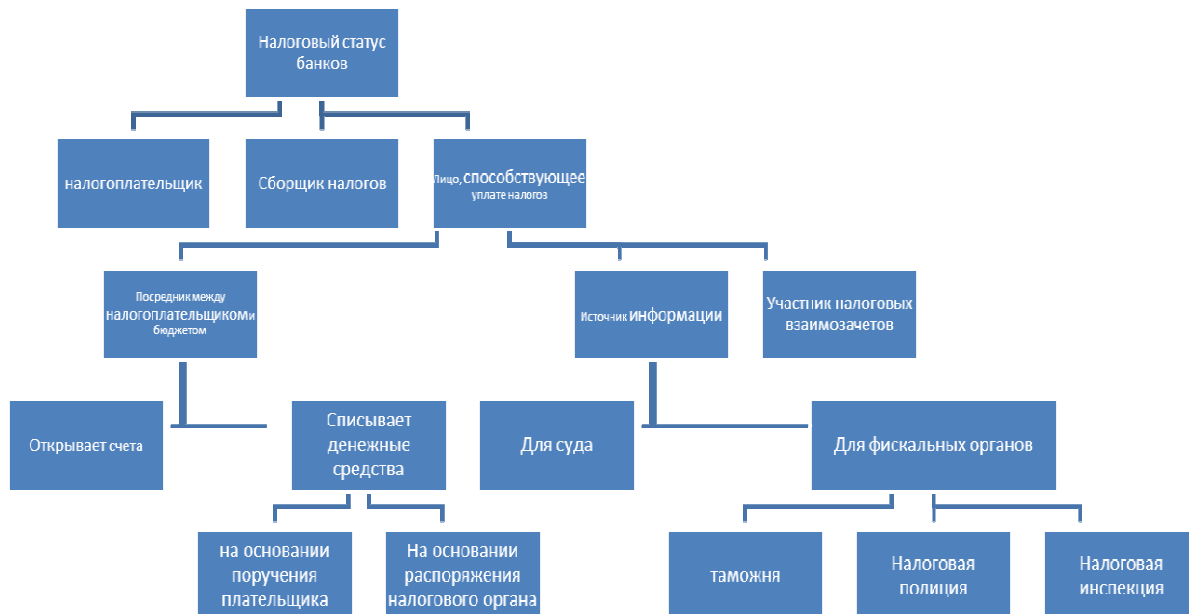 Налоговый статус
банков
налогоплательщик
Сборщик налогов
Лицо, способствующее
уплате налогов
Посредник между
налогоплательщикоми
бюджетом
Источник информации
Участник налоговых
взаимозачетов
Открывает счета
Списывает
денежные
средства
Для суда
Для фискальных органов
на основании
поручения
плательщика
На основании
распоряжения
налогового органа
таможня
Налоговая
полиция
Налоговая
инспекция